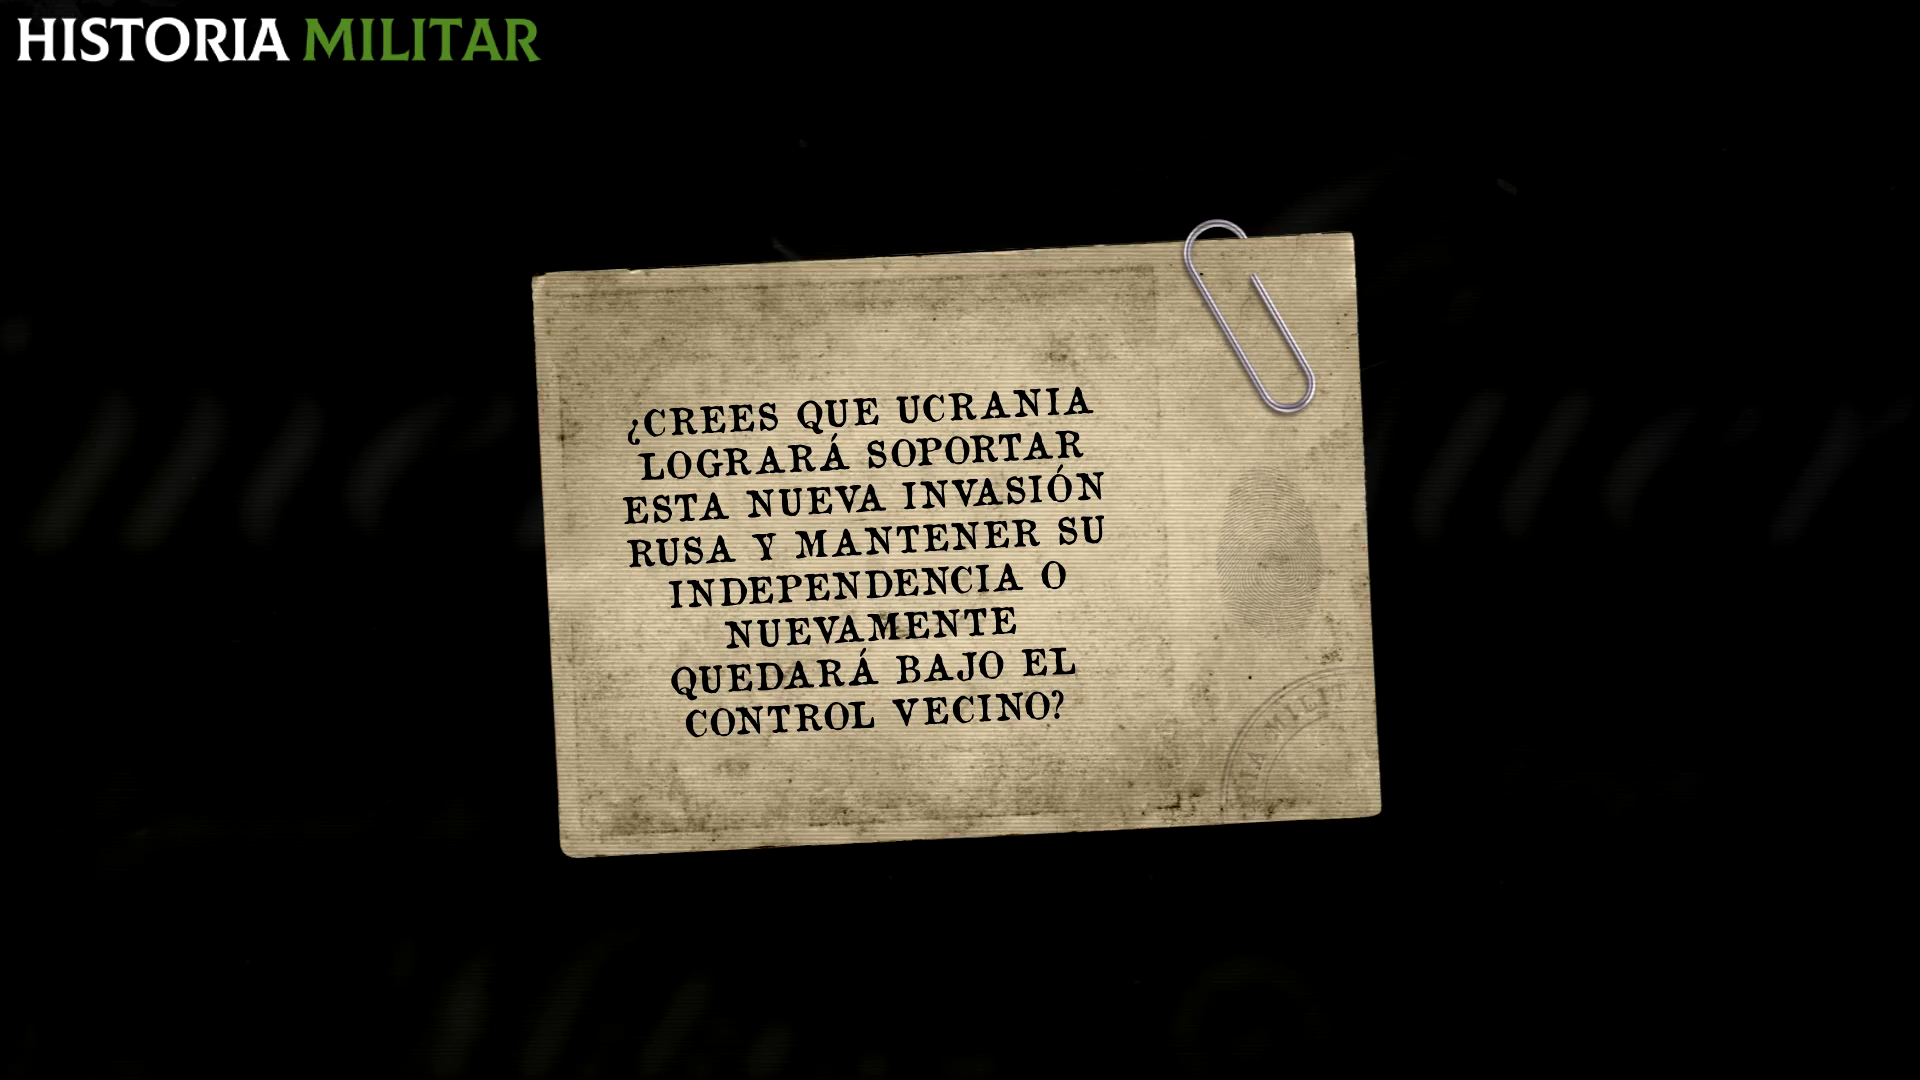 HISTORIA MILITAR
¿CREES QUE UCRANIA
LOGRARÁ SOPORTAR
ESTA NUEVA INVASIÓN
RUSA Y MANTENER SU
INDEPENDENCIA O
NUEVAMENTE
QUEDARÁ BAJO EL
CONTROL VECINO?